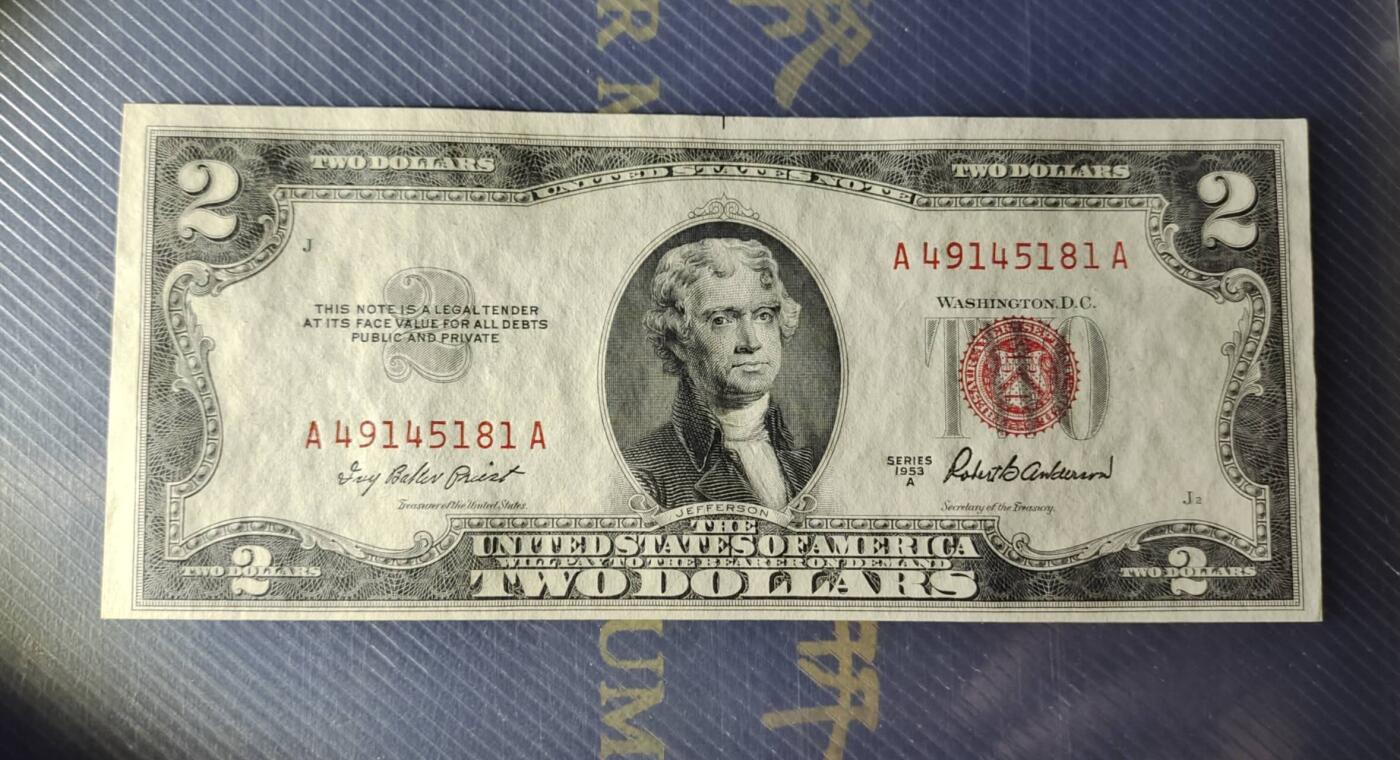 TWO DOLLARS
TWO DOLLARS
UNITED STATES NOTE
2
2
J
A 49145181 A
THIS NOTE IS A LEGAL TENDER
AT ITS FACE VALUE FOR ALL DEBTS
PUBLIC AND PRIVATE
2
WASHINGTON, D.C.
TWO
A 49145181 A
Ivy Baker Priest
Treasurer of the United States.
SERIES
1953
A
Robert B Anderson
Secretary of the Treasury.
J 2
JEFFERSON
THE
UNITED STATES OF AMERICA
WILL PAY TO THE BEARER ON DEMAND
TWO DOLLARS
2
TWO DOLLARS
2
TWO DOLLARS
UM